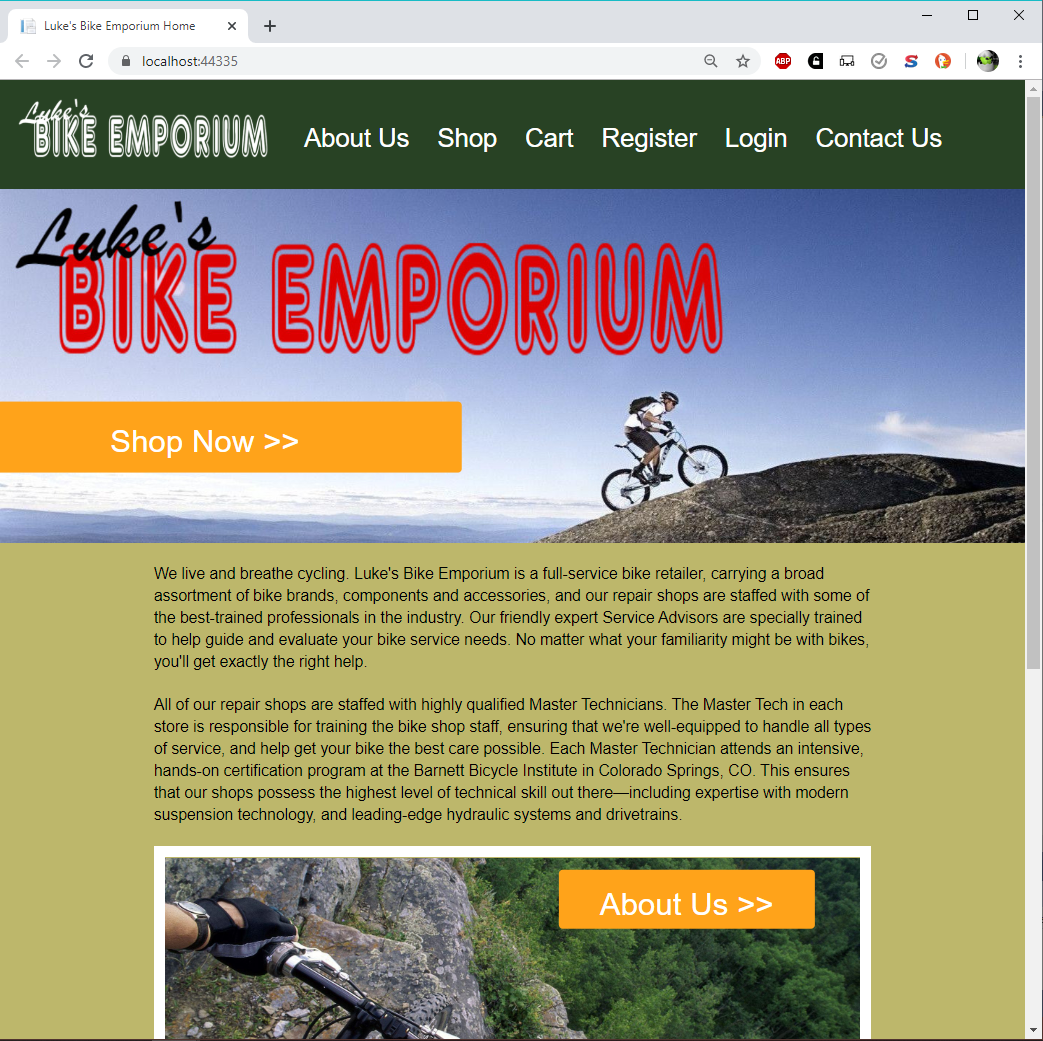 Luke's Bike Emporium Home
localhost:44335
ABP
S
Luke's
BIKE EMPORIUM
About Us Shop Cart Register Login Contact Us
Luke's
BIKE EMPORIUM
Shop Now >>
We live and breathe cycling. Luke's Bike Emporium is a full-service bike retailer, carrying a broad
assortment of bike brands, components and accessories, and our repair shops are staffed with some of
the best-trained professionals in the industry. Our friendly expert Service Advisors are specially trained
to help guide and evaluate your bike service needs. No matter what your familiarity might be with bikes,
you'll get exactly the right help.
All of our repair shops are staffed with highly qualified Master Technicians. The Master Tech in each
store is responsible for training the bike shop staff, ensuring that we're well-equipped to handle all types
of service, and help get your bike the best care possible. Each Master Technician attends an intensive,
hands-on certification program at the Barnett Bicycle Institute in Colorado Springs, CO. This ensures
that our shops possess the highest level of technical skill out there—including expertise with modern
suspension technology, and leading-edge hydraulic systems and drivetrains.
About Us >>